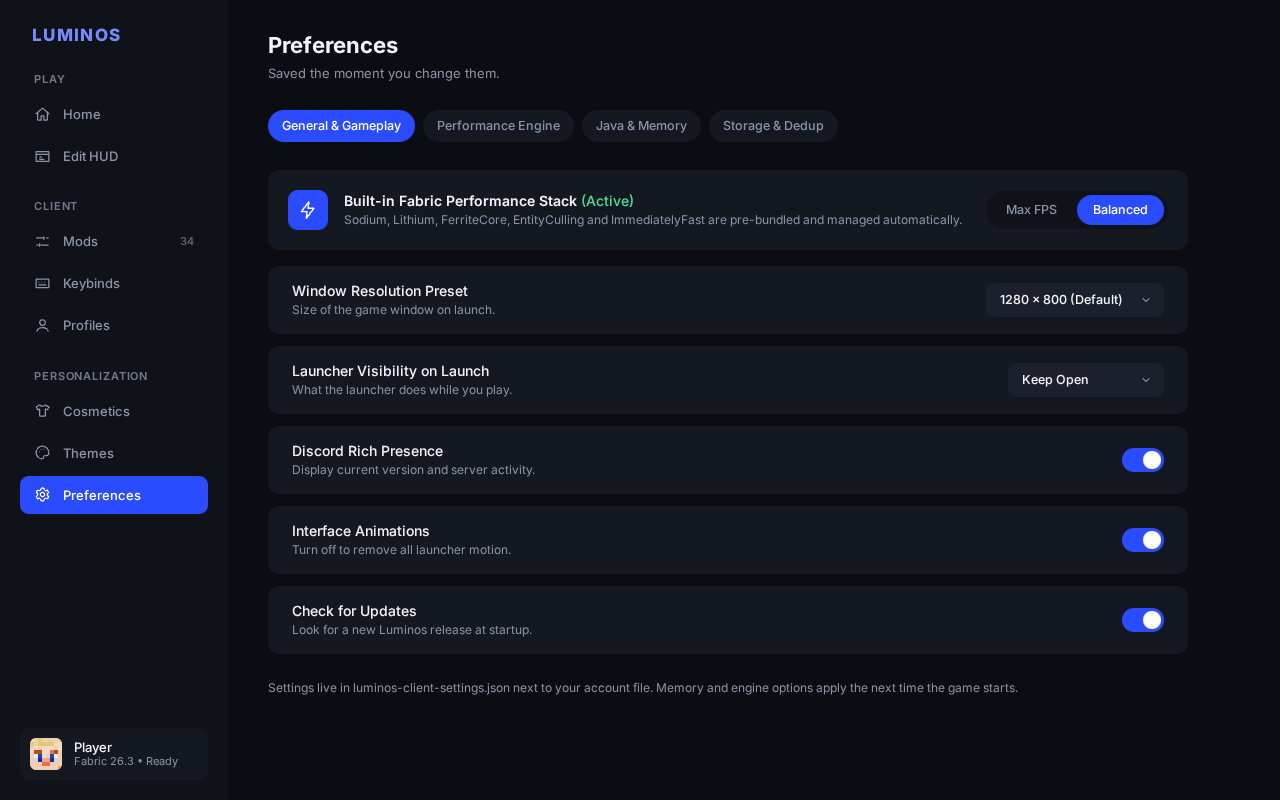 LUMINOS
PLAY
Home
Edit HUD
CLIENT
Mods 34
Keybinds
Profiles
PERSONALIZATION
Cosmetics
Themes
Preferences
Player
Fabric 26.3 • Ready
Preferences
Saved the moment you change them.
General & Gameplay Performance Engine Java & Memory Storage & Dedup
Built-in Fabric Performance Stack (Active)
Sodium, Lithium, FerriteCore, EntityCulling and ImmediatelyFast are pre-bundled and managed automatically.
Max FPS Balanced
Window Resolution Preset
Size of the game window on launch.
1280 × 800 (Default)
Launcher Visibility on Launch
What the launcher does while you play.
Keep Open
Discord Rich Presence
Display current version and server activity.
Interface Animations
Turn off to remove all launcher motion.
Check for Updates
Look for a new Luminos release at startup.
Settings live in luminos-client-settings.json next to your account file. Memory and engine options apply the next time the game starts.